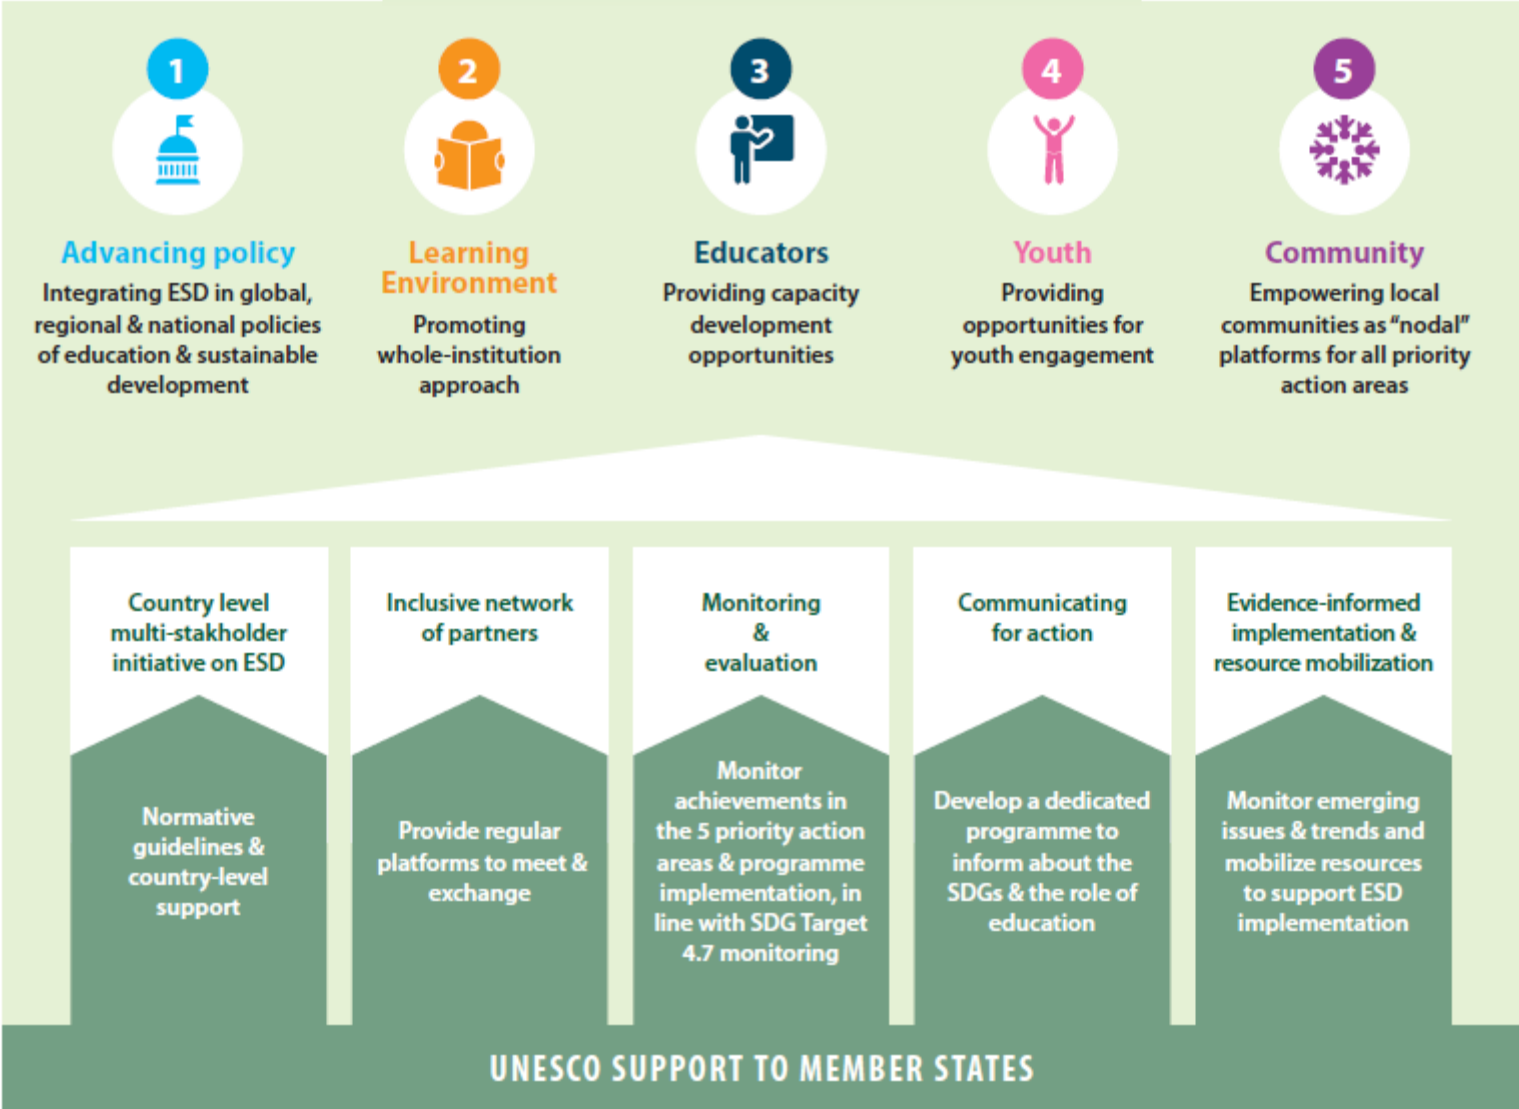 1
Advancing policy
Integrating ESD in global,
regional & national policies
of education & sustainable
development
2
Learning
Environment
Promoting
whole-institution
approach
3
Educators
Providing capacity
development
opportunities
4
Youth
Providing
opportunities for
youth engagement
5
Community
Empowering local
communities as “nodal”
platforms for all priority
action areas
Country level
multi-stakholder
initiative on ESD
Normative
guidelines &
country-level
support
Inclusive network
of partners
Provide regular
platforms to meet &
exchange
Monitoring
&
evaluation
Monitor
achievements in
the 5 priority action
areas & programme
implementation, in
line with SDG Target
4.7 monitoring
Communicating
for action
Develop a dedicated
programme to
inform about the
SDGs & the role of
education
Evidence-informed
implementation &
resource mobilization
Monitor emerging
issues & trends and
mobilize resources
to support ESD
implementation
UNESCO SUPPORT TO MEMBER STATES